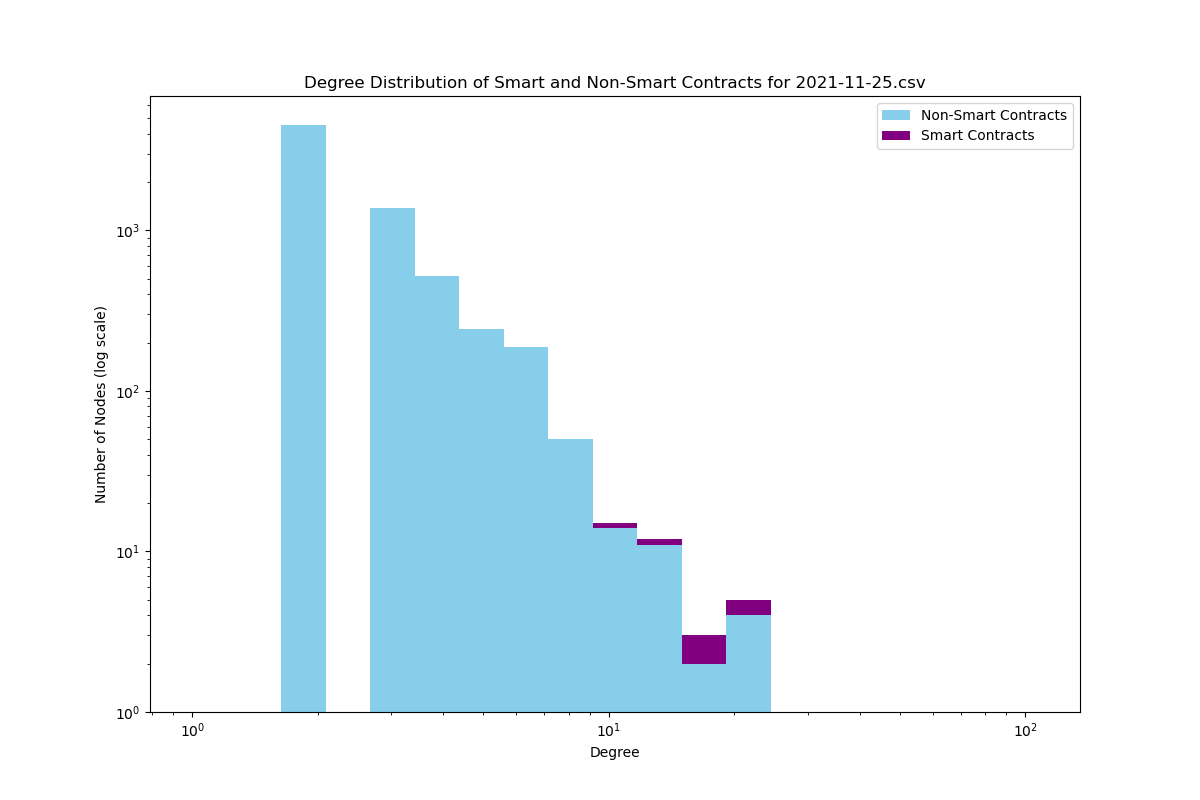 Degree Distribution of Smart and Non-Smart Contracts for 2021-11-25.csv
Non-Smart Contracts
Smart Contracts
Number of Nodes (log scale)
10³
10²
10¹
10⁰
10⁰ 10¹ 10²
Degree